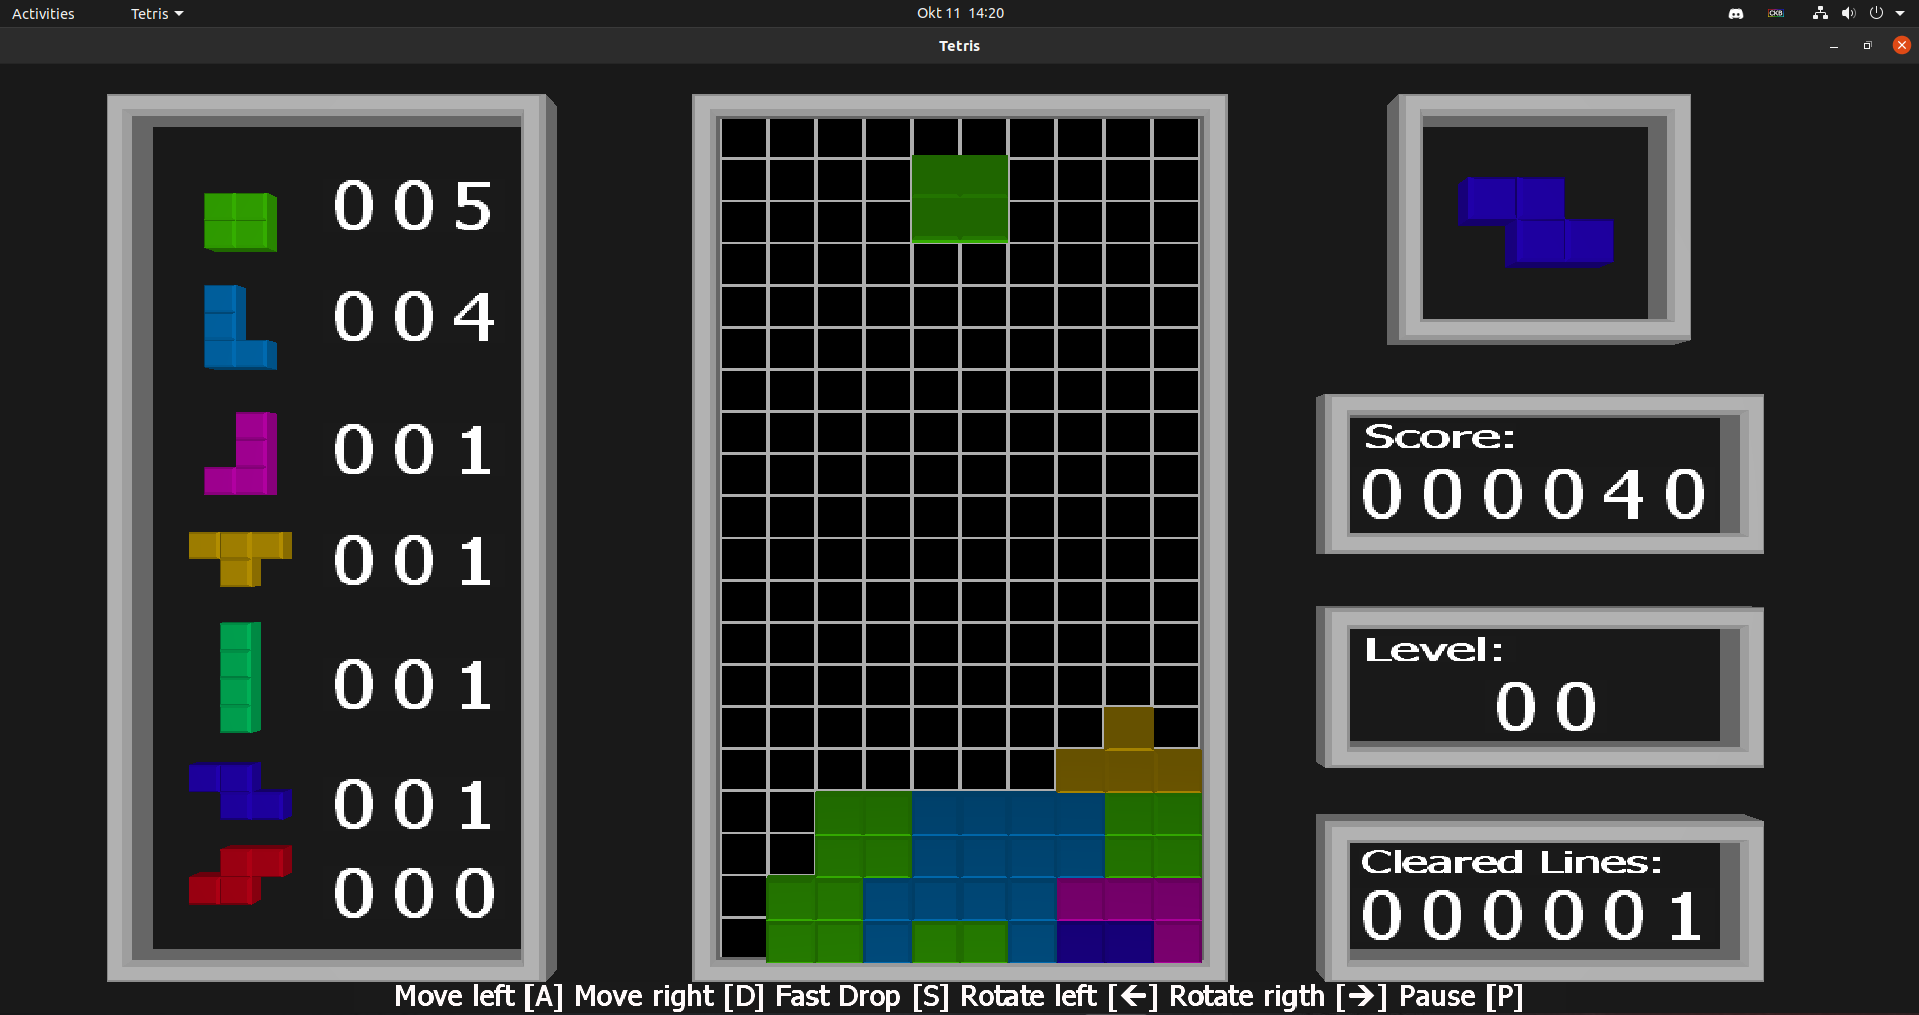 Activities Tetris Okt 11 14:20
Tetris
005
004
001
001
001
001
000
Score:
000040
Level:
00
Cleared Lines:
000001
Move left [A] Move right [D] Fast Drop [S] Rotate left [←] Rotate rigth [→] Pause [P]